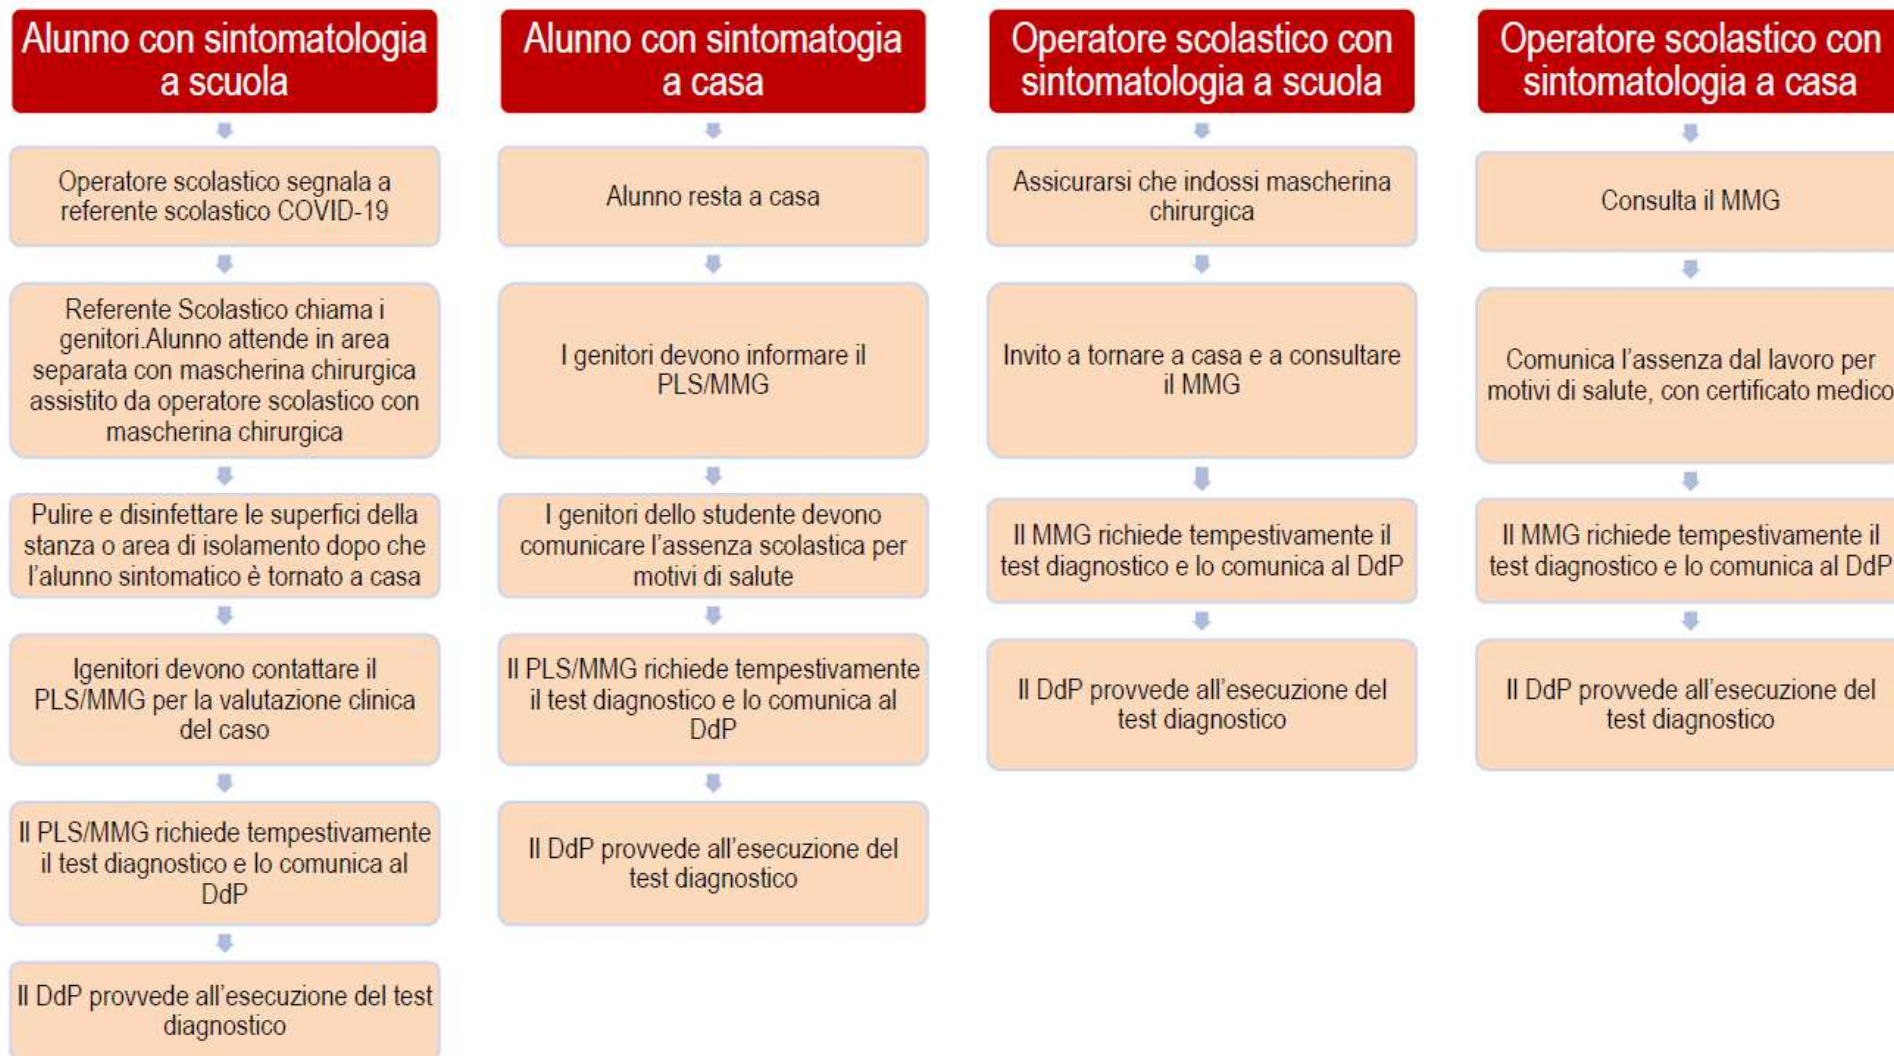 Alunno con sintomatologia
a scuola
Operatore scolastico segnala a
referente scolastico COVID-19
Referente Scolastico chiama i
genitori.Alunno attende in area
separata con mascherina chirurgica
assistito da operatore scolastico con
mascherina chirurgica
Pulire e disinfettare le superfici della
stanza o area di isolamento dopo che
l'alunno sintomatico è tornato a casa
Igenitori devono contattare il
PLS/MMG per la valutazione clinica
del caso
Il PLS/MMG richiede tempestivamente
il test diagnostico e lo comunica al
DdP
Il DdP provvede all'esecuzione del test
diagnostico
Alunno con sintomatogia
a casa
Alunno resta a casa
I genitori devono informare il
PLS/MMG
I genitori dello studente devono
comunicare l'assenza scolastica per
motivi di salute
Il PLS/MMG richiede tempestivamente
il test diagnostico e lo comunica al
DdP
Il DdP provvede all'esecuzione del
test diagnostico
Operatore scolastico con
sintomatologia a scuola
Assicurarsi che indossi mascherina
chirurgica
Invito a tornare a casa e a consultare
il MMG
Il MMG richiede tempestivamente il
test diagnostico e lo comunica al DdP
Il DdP provvede all'esecuzione del
test diagnostico
Operatore scolastico con
sintomatologia a casa
Consulta il MMG
Comunica l'assenza dal lavoro per
motivi di salute, con certificato medico
Il MMG richiede tempestivamente il
test diagnostico e lo comunica al DdP
Il DdP provvede all'esecuzione del
test diagnostico